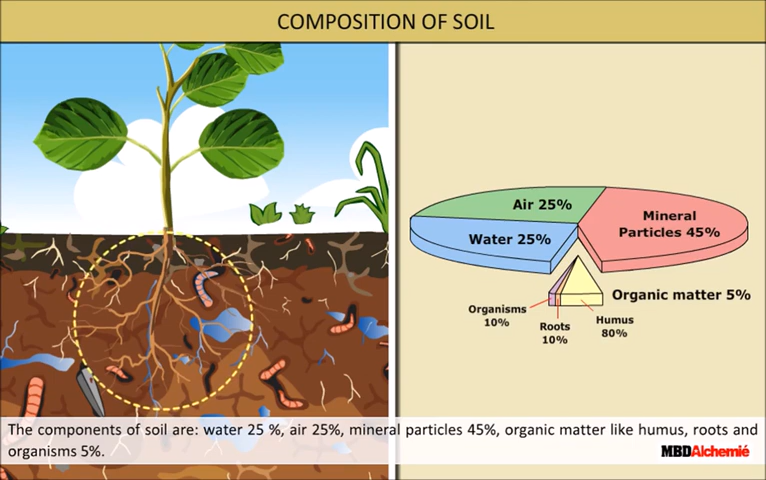 COMPOSITION OF SOIL
Air 25%
Mineral
Particles 45%
Water 25%
Organic matter 5%
Organisms
10%
Roots
10%
Humus
80%
The components of soil are: water 25 %, air 25%, mineral particles 45%, organic matter like humus, roots and
organisms 5%.
MBDAlchemié